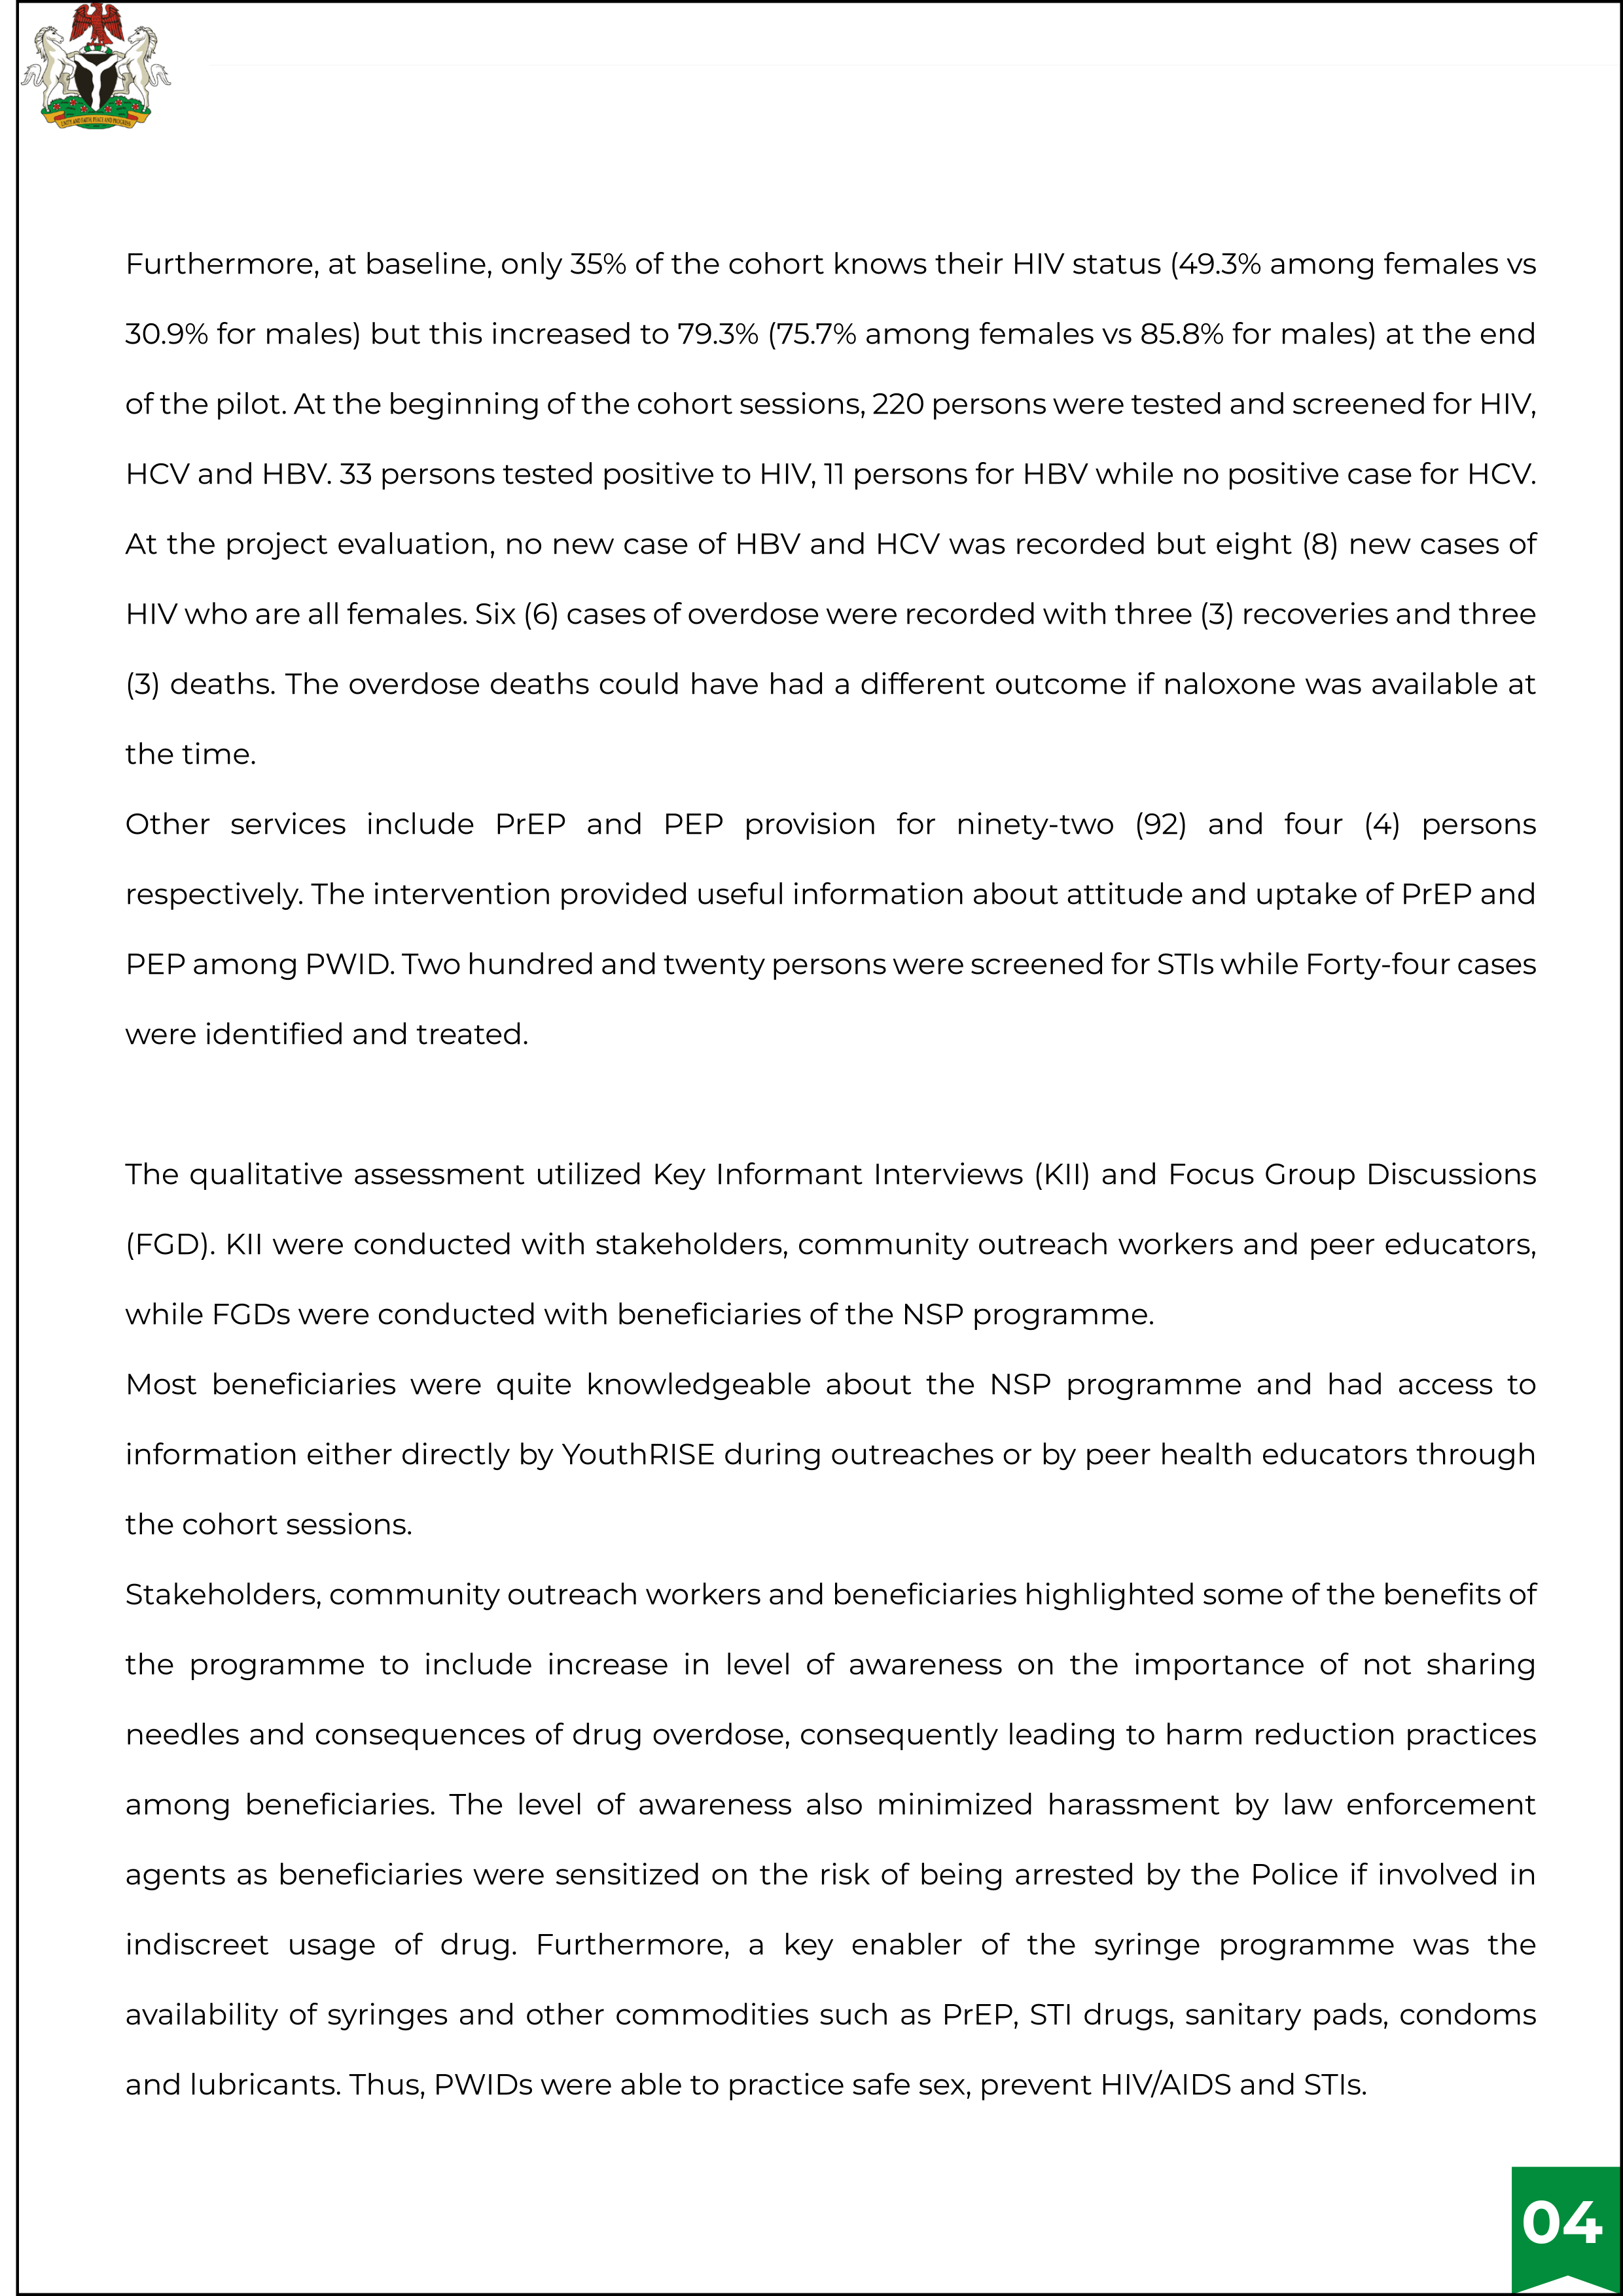 UNITY AND FAITH, PEACE AND PROGRESS
Furthermore, at baseline, only 35% of the cohort knows their HIV status (49.3% among females vs
30.9% for males) but this increased to 79.3% (75.7% among females vs 85.8% for males) at the end
of the pilot. At the beginning of the cohort sessions, 220 persons were tested and screened for HIV,
HCV and HBV. 33 persons tested positive to HIV, 11 persons for HBV while no positive case for HCV.
At the project evaluation, no new case of HBV and HCV was recorded but eight (8) new cases of
HIV who are all females. Six (6) cases of overdose were recorded with three (3) recoveries and three
(3) deaths. The overdose deaths could have had a different outcome if naloxone was available at
the time.
Other services include PrEP and PEP provision for ninety-two (92) and four (4) persons
respectively. The intervention provided useful information about attitude and uptake of PrEP and
PEP among PWID. Two hundred and twenty persons were screened for STIs while Forty-four cases
were identified and treated.
The qualitative assessment utilized Key Informant Interviews (KII) and Focus Group Discussions
(FGD). KII were conducted with stakeholders, community outreach workers and peer educators,
while FGDs were conducted with beneficiaries of the NSP programme.
Most beneficiaries were quite knowledgeable about the NSP programme and had access to
information either directly by YouthRISE during outreaches or by peer health educators through
the cohort sessions.
Stakeholders, community outreach workers and beneficiaries highlighted some of the benefits of
the programme to include increase in level of awareness on the importance of not sharing
needles and consequences of drug overdose, consequently leading to harm reduction practices
among beneficiaries. The level of awareness also minimized harassment by law enforcement
agents as beneficiaries were sensitized on the risk of being arrested by the Police if involved in
indiscreet usage of drug. Furthermore, a key enabler of the syringe programme was the
availability of syringes and other commodities such as PrEP, STI drugs, sanitary pads, condoms
and lubricants. Thus, PWIDs were able to practice safe sex, prevent HIV/AIDS and STIs.
04